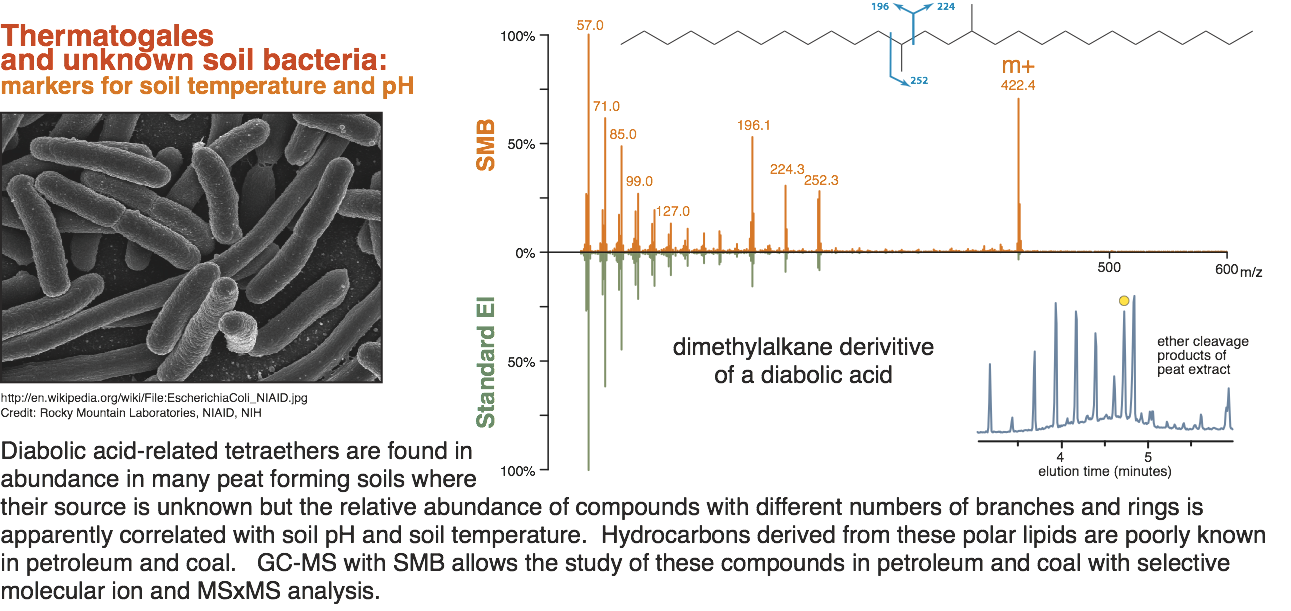 Thermatogales
and unknown soil bacteria:
markers for soil temperature and pH
http://en.wikipedia.org/wiki/File:EscherichiaColi_NIAID.jpg
Credit: Rocky Mountain Laboratories, NIAID, NIH
196
224
252
100%
57.0
71.0
85.0
99.0
127.0
196.1
224.3
252.3
m+
422.4
SMB
50%
0%
500
600 m/z
Standard EI
50%
100%
dimethylalkane derivitive
of a diabolic acid
ether cleavage
products of
peat extract
4
5
elution time (minutes)
Diabolic acid-related tetraethers are found in
abundance in many peat forming soils where
their source is unknown but the relative abundance of compounds with different numbers of branches and rings is
apparently correlated with soil pH and soil temperature. Hydrocarbons derived from these polar lipids are poorly known
in petroleum and coal. GC-MS with SMB allows the study of these compounds in petroleum and coal with selective
molecular ion and MSxMS analysis.